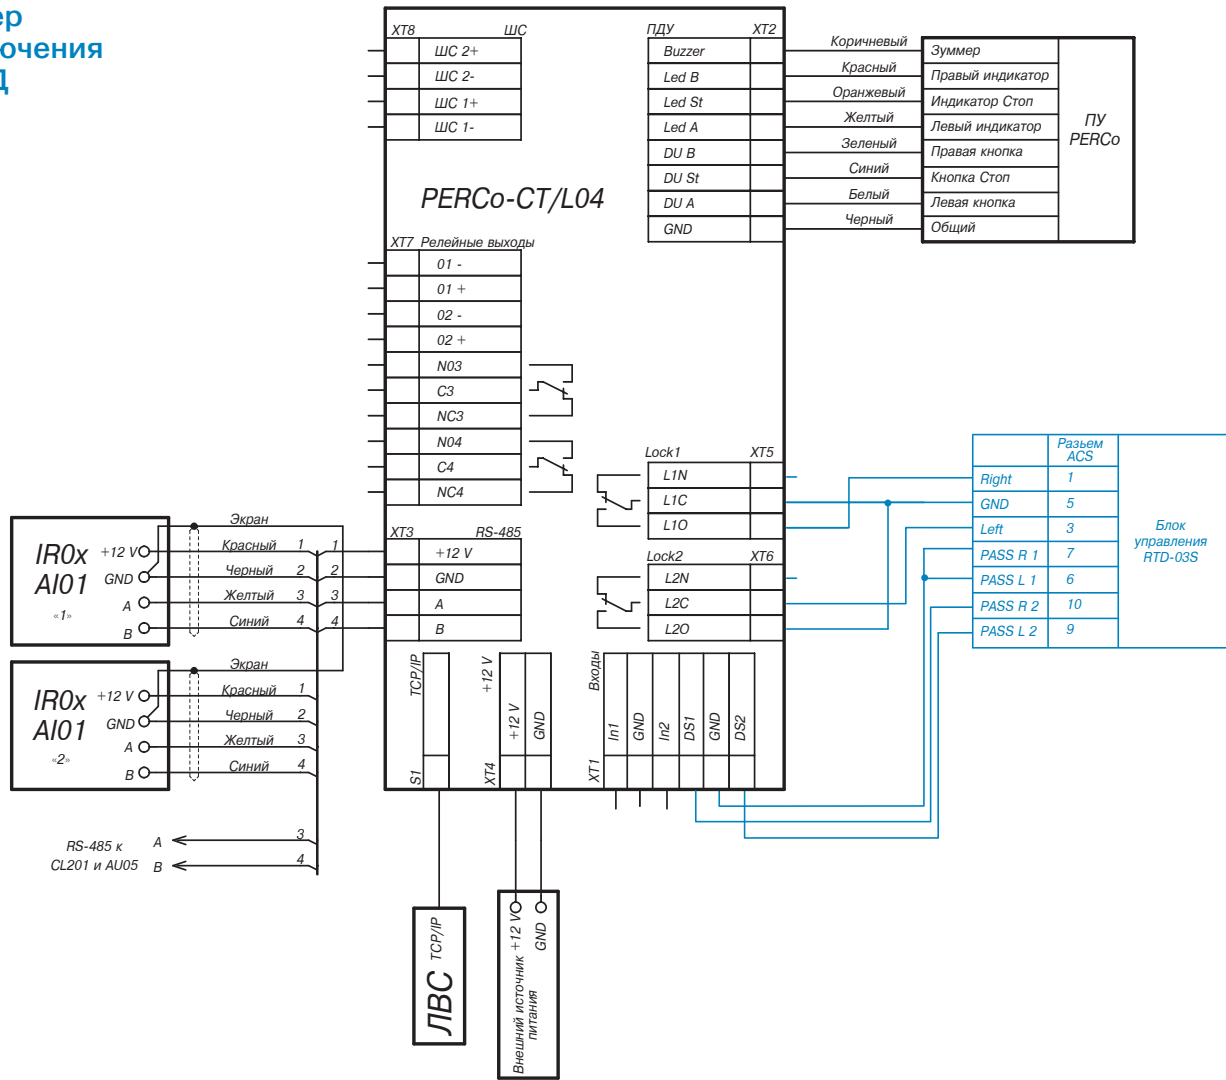 ер
ючения
Д
XT8 ШС
ШС 2+
ШС 2-
ШС 1+
ШС 1-
ПДУ XT2
Buzzer
Led B
Led St
Led A
DU B
DU St
DU A
GND
Коричневый
Красный
Оранжевый
Желтый
Зеленый
Синий
Белый
Черный
Зуммер
Правый индикатор
Индикатор Стоп
Левый индикатор
Правая кнопка
Кнопка Стоп
Левая кнопка
Общий
ПУ
PERCo
PERCo-CT/L04
XT7 Релейные выходы
01 -
01 +
02 -
02 +
N03
C3
NC3
N04
C4
NC4
Lock1 XT5
L1N
L1C
L1O
Lock2 XT6
L2N
L2C
L2O
Разъем
ACS
Right 1
GND 5
Left 3
PASS R 1 7
PASS L 1 6
PASS R 2 10
PASS L 2 9
Блок
управления
RTD-03S
XT3 RS-485
+12 V
GND
A
B
IR0x
AI01
«1»
+12 V
GND
A
B
Экран
Красный 1 1
Черный 2 2
Желтый 3 3
Синий 4 4
IR0x
AI01
«2»
+12 V
GND
A
B
Экран
Красный 1
Черный 2
Желтый 3
Синий 4
RS-485 к
CL201 и AU05
A 3
B 4
S1 TCP/IP
XT4 +12 V
+12 V
GND
XT1 Входы
In1
GND
In2
DS1
GND
DS2
ЛВС TCP/IP
Внешний источник
питания
+12 V
GND